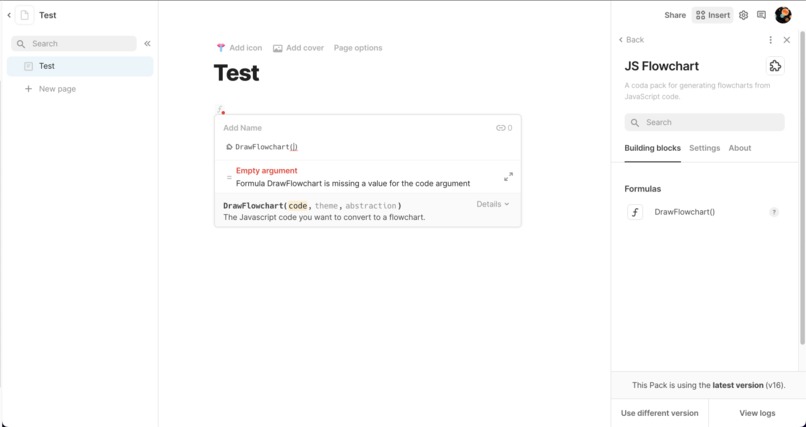 Test
Share
Insert
Search
Test
New page
Add icon
Add cover
Page options
Test
Add Name
0
DrawFlowchart()
Empty argument
= Formula DrawFlowchart is missing a value for the code argument
DrawFlowchart(code, theme, abstraction)
Details
The Javascript code you want to convert to a flowchart.
Back
JS Flowchart
A coda pack for generating flowcharts from
JavaScript code.
Search
Building blocks
Settings
About
Formulas
DrawFlowchart()
?
This Pack is using the latest version (v16).
Use different version
View logs